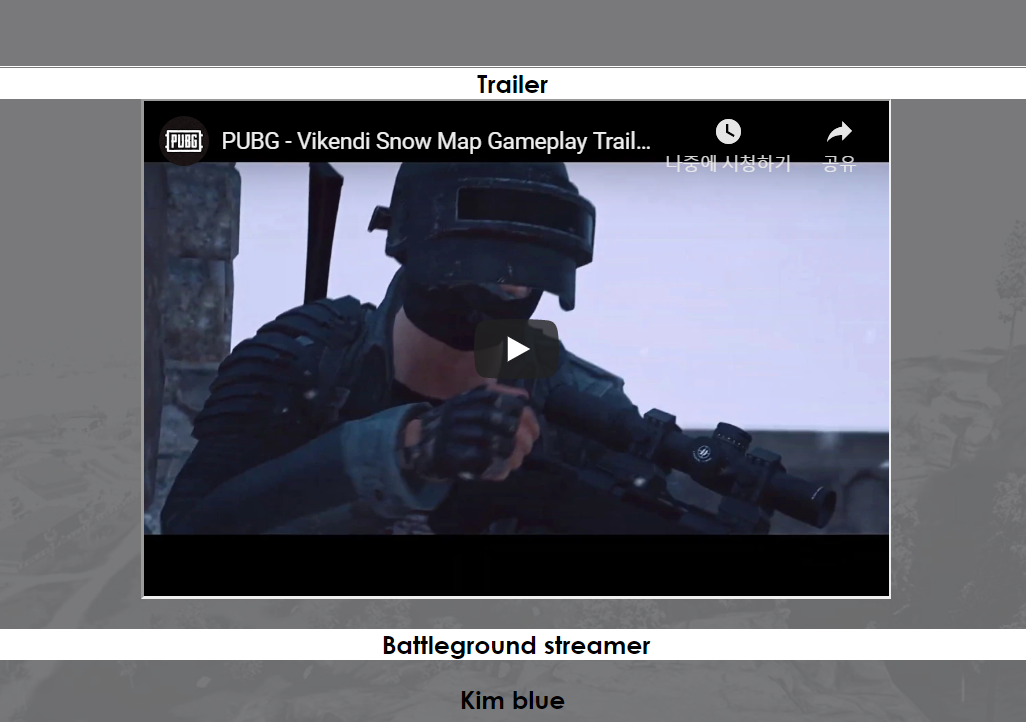 Trailer
PUBG
PUBG - Vikendi Snow Map Gameplay Trail...
나중에 시청하기
공유
Battleground streamer
Kim blue